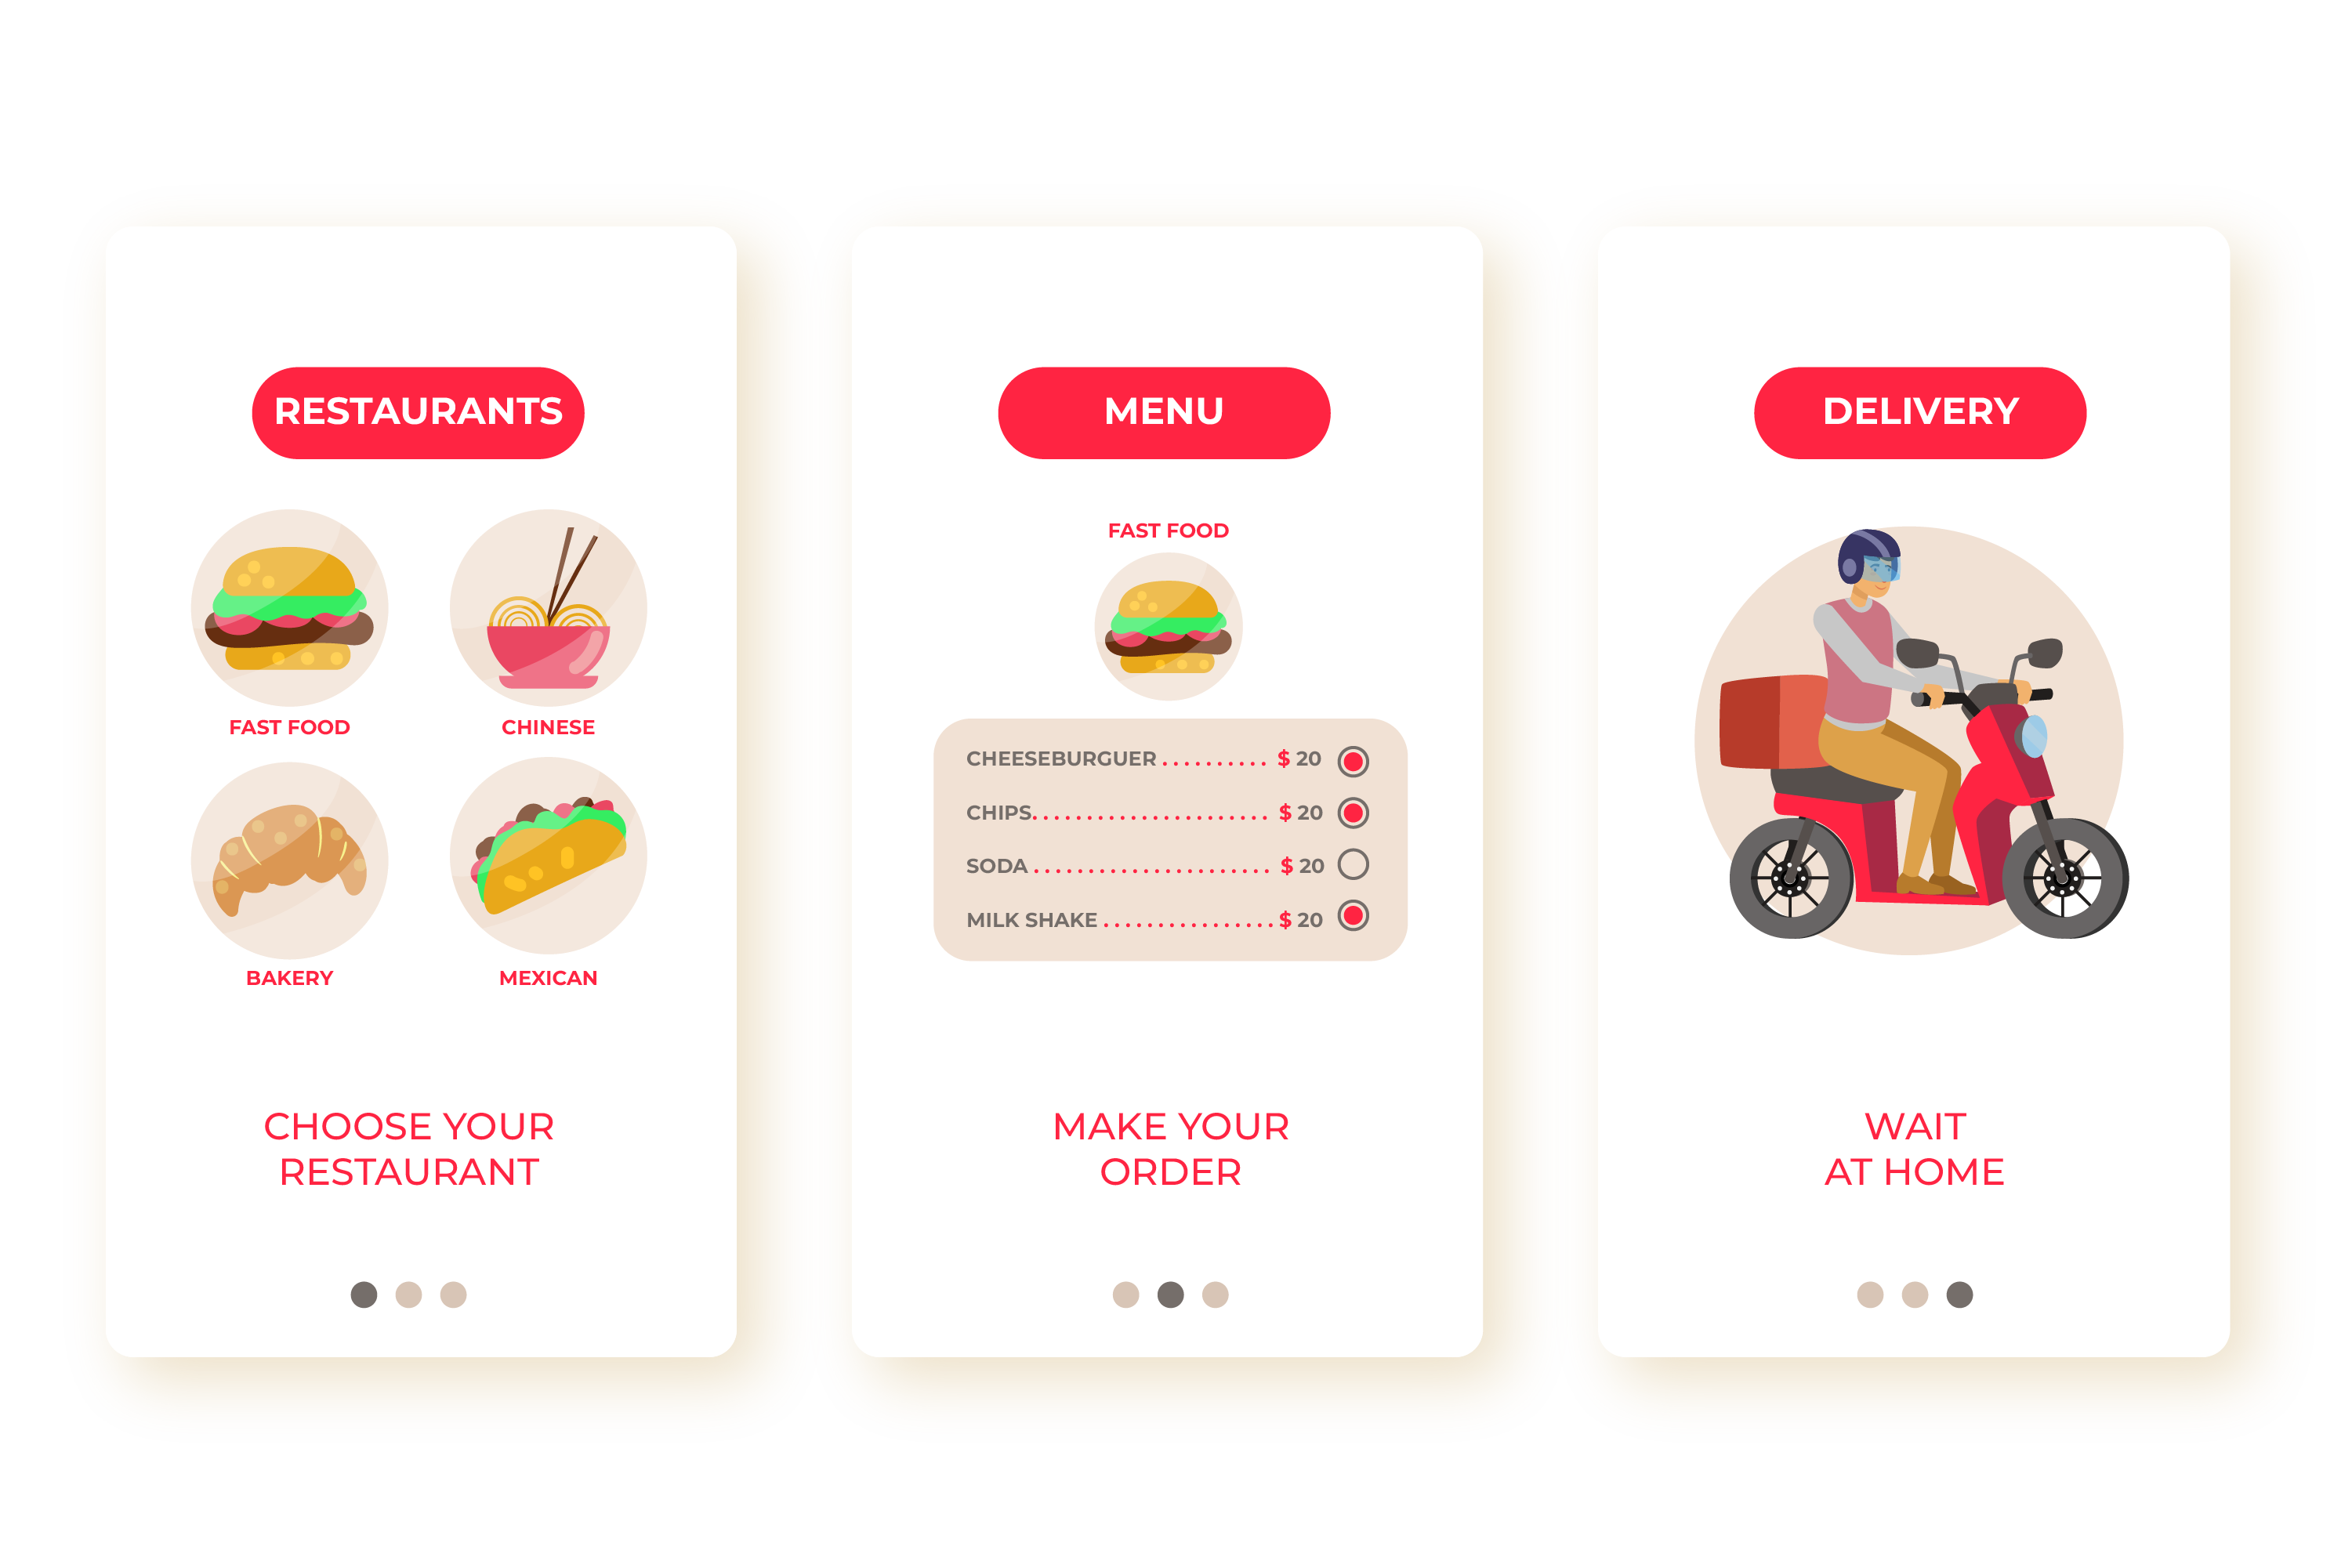 RESTAURANTS
FAST FOOD
CHINESE
BAKERY
MEXICAN
CHOOSE YOUR
RESTAURANT
MENU
FAST FOOD
CHEESEBURGUER .......... $ 20
CHIPS...................... $ 20
SODA ...................... $ 20
MILK SHAKE ................ $ 20
MAKE YOUR
ORDER
DELIVERY
WAIT
AT HOME